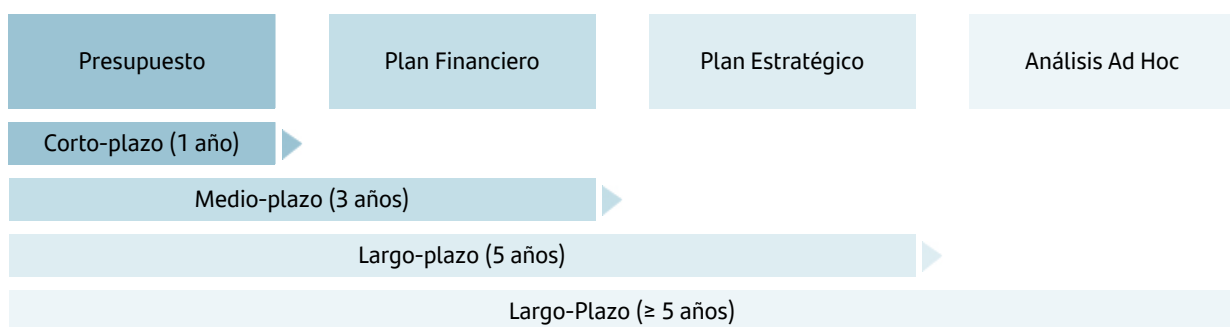 Presupuesto
Plan Financiero
Plan Estratégico
Análisis Ad Hoc
Corto-plazo (1 año)
Medio-plazo (3 años)
Largo-plazo (5 años)
Largo-Plazo (≥ 5 años)